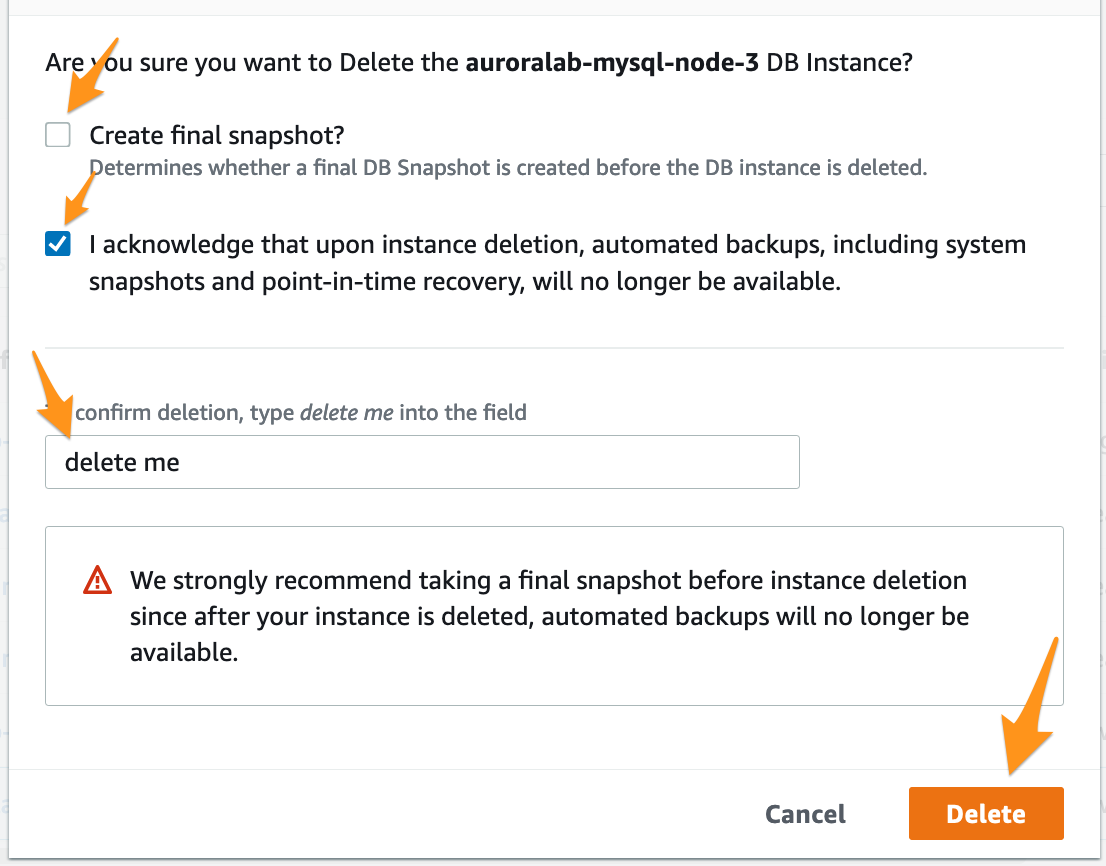 Are you sure you want to Delete the auroralab-mysql-node-3 DB Instance?
Create final snapshot?
Determines whether a final DB Snapshot is created before the DB instance is deleted.
I acknowledge that upon instance deletion, automated backups, including system
snapshots and point-in-time recovery, will no longer be available.
confirm deletion, type delete me into the field
delete me
We strongly recommend taking a final snapshot before instance deletion
since after your instance is deleted, automated backups will no longer be
available.
Cancel
Delete